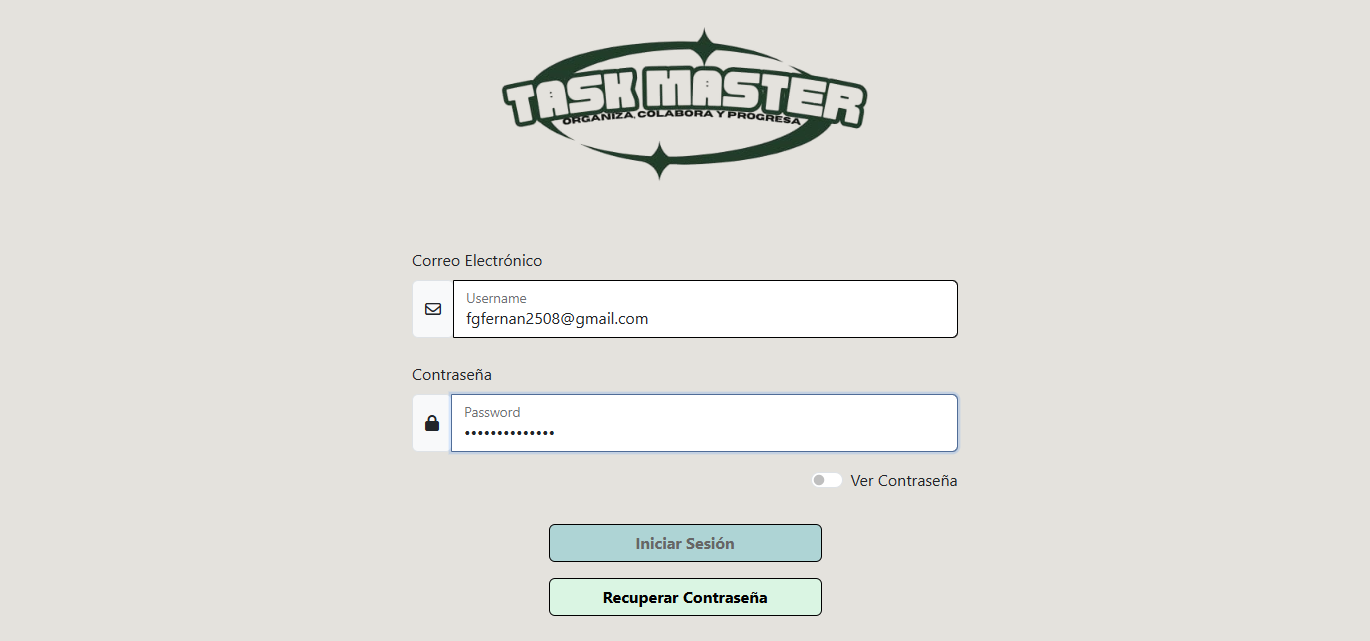 TASK MASTER
ORGANIZA, COLABORA Y PROGRESA
Correo Electrónico
Username
fgfernan2508@gmail.com
Contraseña
Password
••••••••••••••
Ver Contraseña
Iniciar Sesión
Recuperar Contraseña